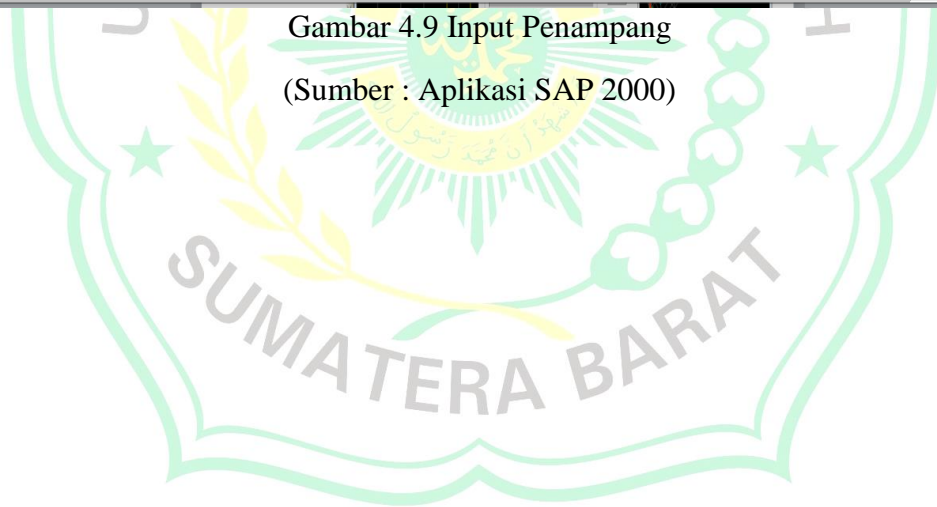 Gambar 4.9 Input Penampang
(Sumber : Aplikasi SAP 2000)
SUMATERA BARAT